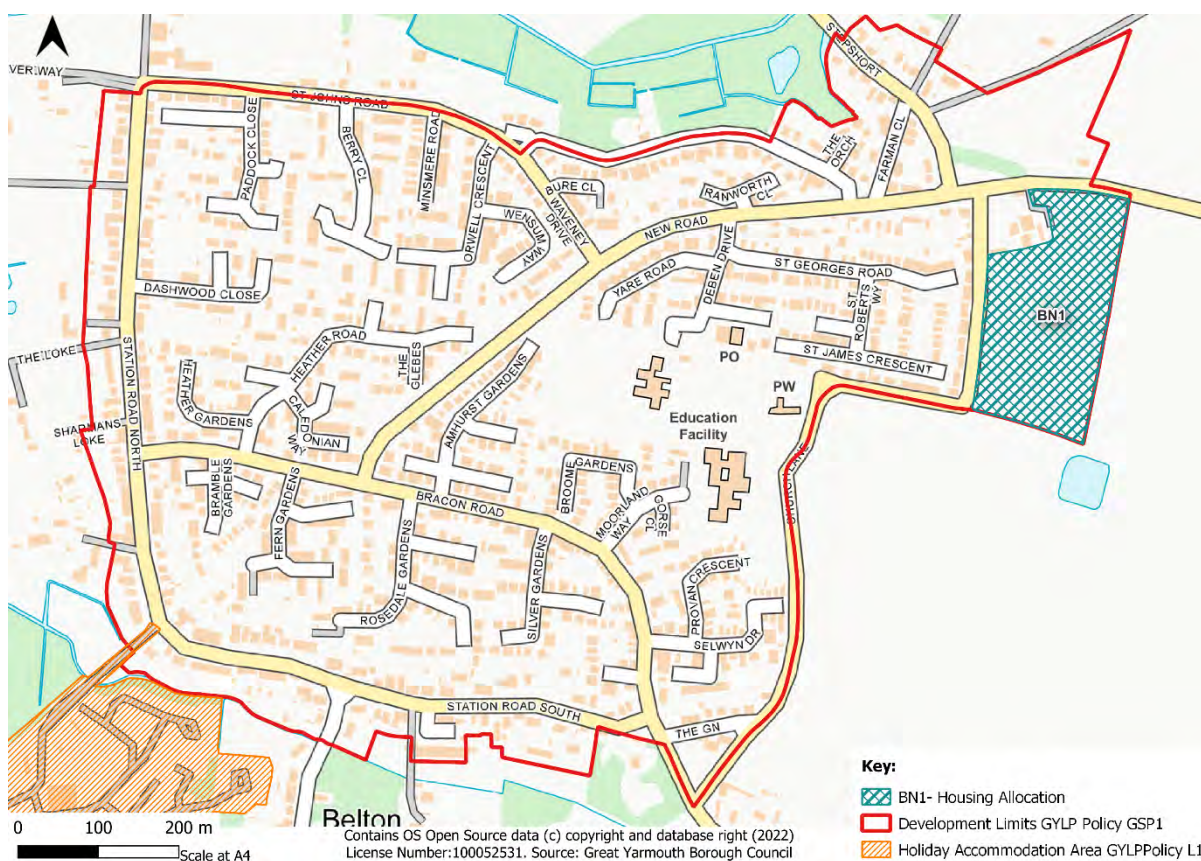 VERIWAY
ST JOHNS ROAD
STEPSHORT
PADDOCK CLOSE
BERRY CL
MINSMERE ROAD
ORWELL CRESCENT
BURE CL
WENSUM
WAY
WAVENEY
DRIVE
THE
ORCH
FARMAN CL
RANWORTH
CL
NEW ROAD
YARE ROAD
DEBEN DRIVE
ST GEORGES ROAD
ST
ROBERTS
WY
ST JAMES CRESCENT
BN1
DASHWOOD CLOSE
THE LOKE
STATION ROAD NORTH
HEATHER ROAD
THE
GLEBES
HEATHER GARDENS
CALEDONIAN
WAY
AMHURST GARDENS
PO
PW
Education
Facility
SHARMANS
LOKE
BRAMBLE
GARDENS
FERN GARDENS
BRACON ROAD
BROOME
GARDENS
MOORLAND
WAY
GORSE
CL
ROSEDALE GARDENS
SILVER GARDENS
PROVAN CRESCENT
SELWYN DR
STATION ROAD SOUTH
THE GN
Belton
0 100 200 m
Scale at A4
Contains OS Open Source data (c) copyright and database right (2022)
License Number:100052531. Source: Great Yarmouth Borough Council
Key:
BN1- Housing Allocation
Development Limits GYLP Policy GSP1
Holiday Accommodation Area GYLPPolicy L1